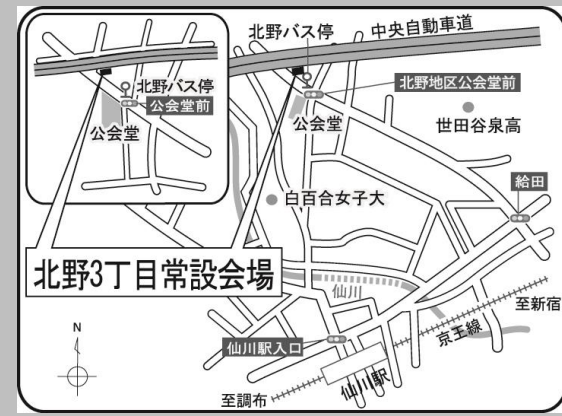 北野バス停
公会堂前
公会堂
北野バス停
中央自動車道
北野地区公会堂前
公会堂
世田谷泉高
白百合女子大
給田
北野3丁目常設会場
仙川
至新宿
京王線
仙川駅入口
仙川駅
至調布
N